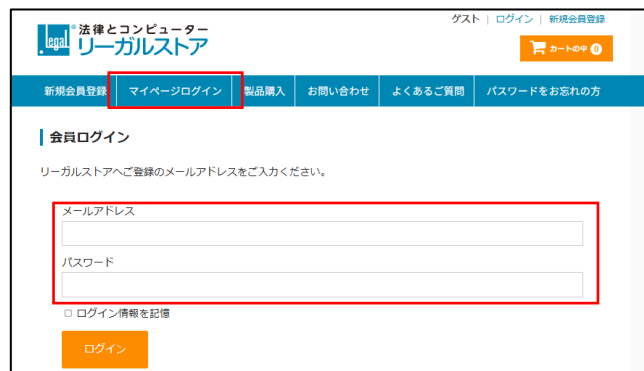 ゲスト | ログイン | 新規会員登録
.legal® 法律とコンピューター
リーガルストア
カートの中 0
新規会員登録 マイページログイン 製品購入 お問い合わせ よくあるご質問 パスワードをお忘れの方
会員ログイン
リーガルストアへご登録のメールアドレスをご入力ください。
メールアドレス
パスワード
ログイン情報を記憶
ログイン